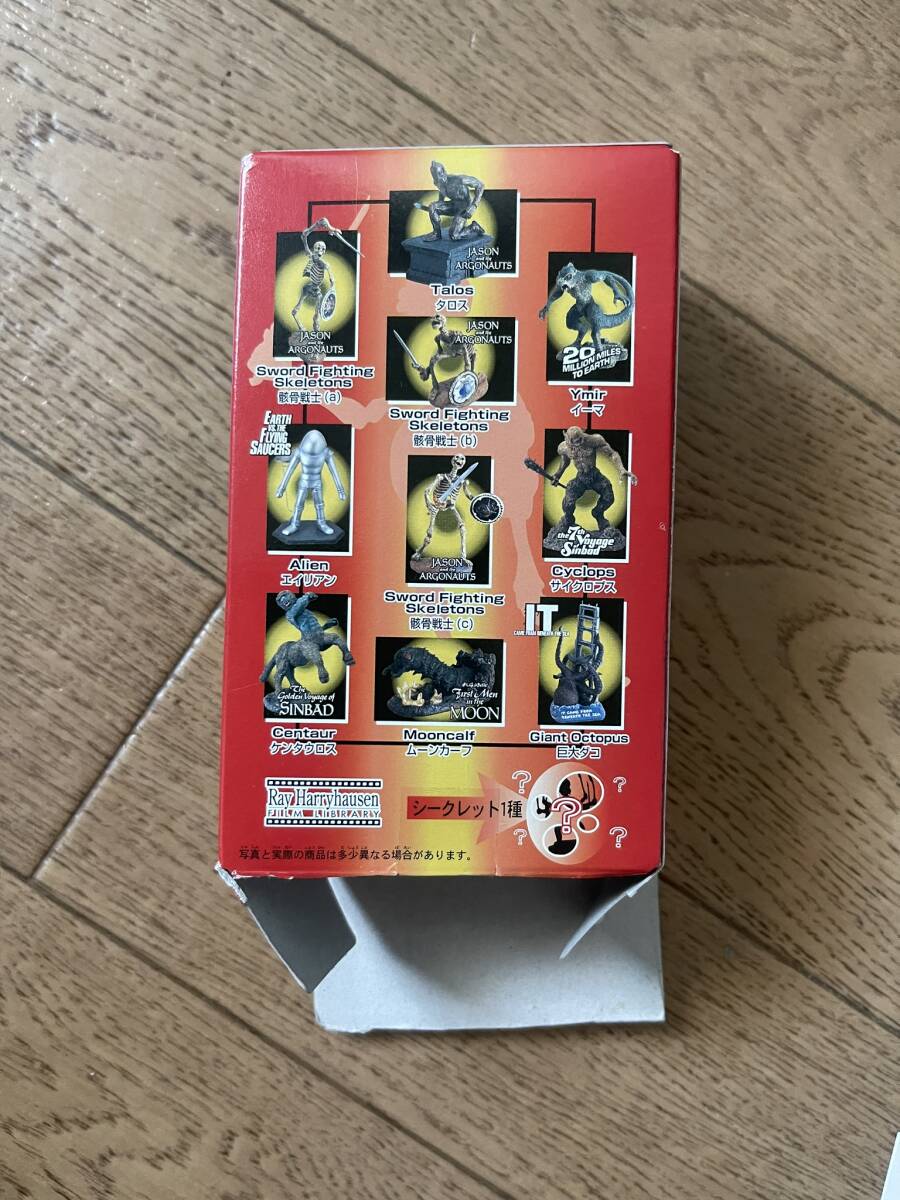 JASON
and the
ARGONAUTS
Talos
タロス
JASON
and the
ARGONAUTS
Sword Fighting
Skeletons
骸骨戦士(a)
JASON
and the
ARGONAUTS
Sword Fighting
Skeletons
骸骨戦士(b)
20
MILLION MILES
TO EARTH
Ymir
イーマ
EARTH
VS. THE
FLYING
SAUCERS
Alien
エイリアン
JASON
and the
ARGONAUTS
Sword Fighting
Skeletons
骸骨戦士(c)
the 7th Voyage
of Sinbad
Cyclops
サイクロプス
The
Golden Voyage of
SINBAD
Centaur
ケンタウロス
First Men
in the
MOON
Mooncalf
ムーンカーフ
IT
CAME FROM BENEATH THE SEA
IT CAME FROM
BENEATH THE SEA
Giant Octopus
巨大ダコ
Ray Harryhausen
FILM LIBRARY
シークレット1種
? ? ? ? ?
写真と実際の商品は多少異なる場合があります。